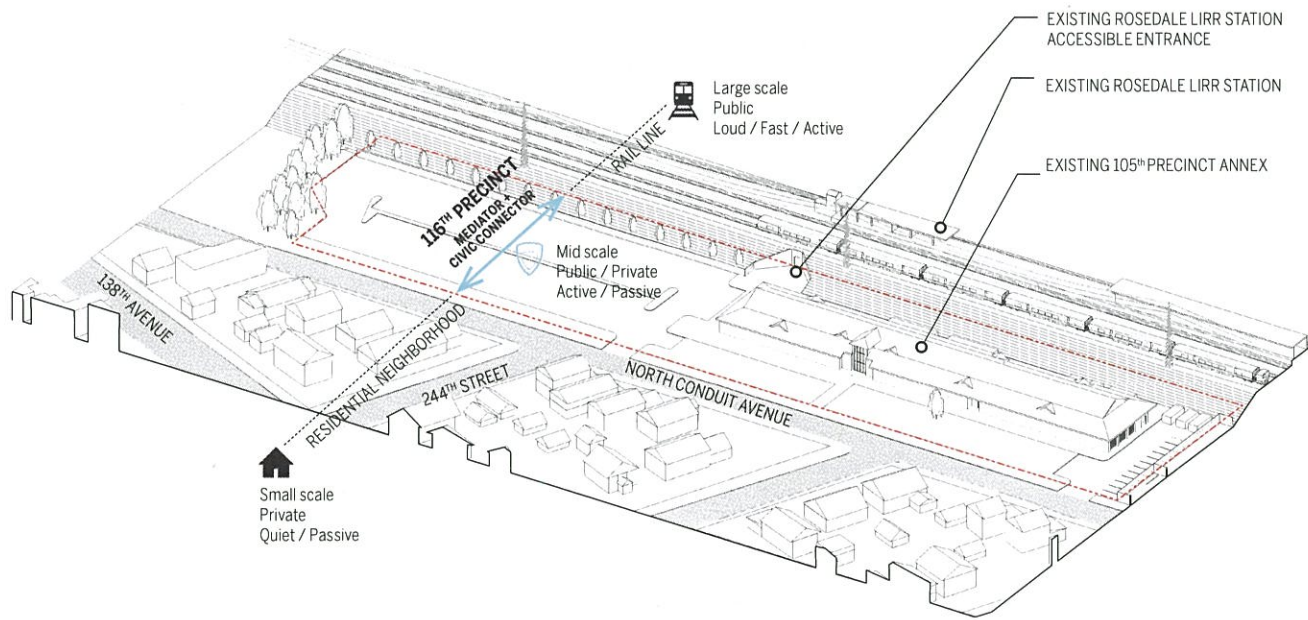 EXISTING ROSEDALE LIRR STATION
ACCESSIBLE ENTRANCE
EXISTING ROSEDALE LIRR STATION
EXISTING 105th PRECINCT ANNEX
Large scale
Public
Loud / Fast / Active
RAIL LINE
116TH PRECINCT
MEDIATOR +
CIVIC CONNECTOR
Mid scale
Public / Private
Active / Passive
138TH AVENUE
RESIDENTIAL NEIGHBORHOOD
244TH STREET
NORTH CONDUIT AVENUE
Small scale
Private
Quiet / Passive